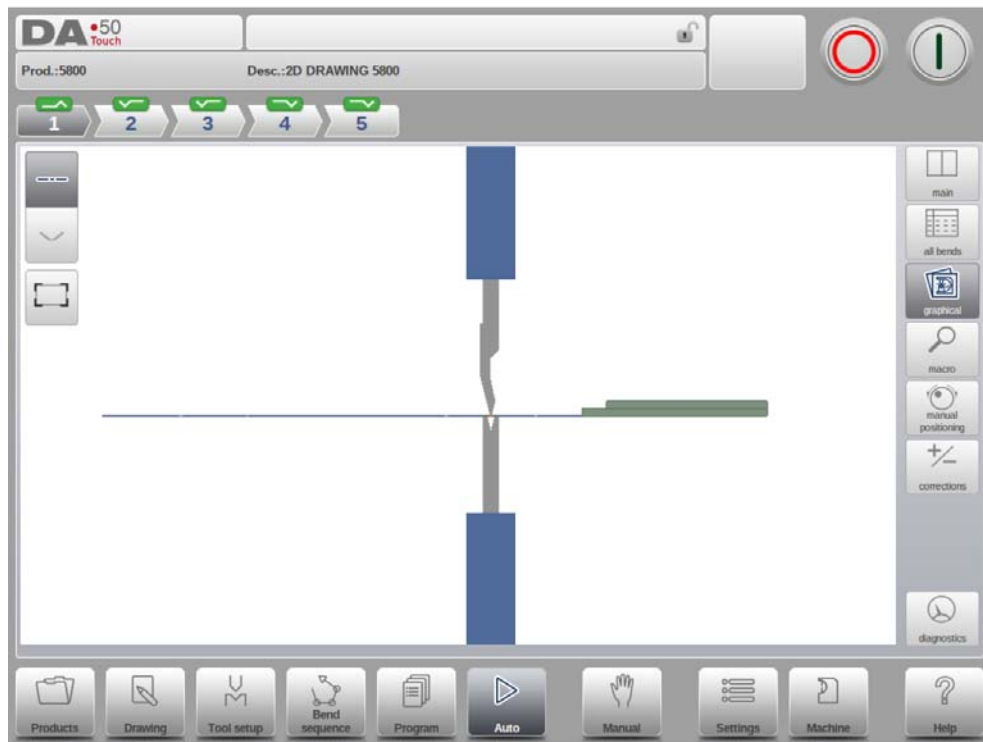 DA•50
Touch
Prod.:5800
Desc.:2D DRAWING 5800
1
2
3
4
5
main
all bends
graphical
macro
manual
positioning
corrections
diagnostics
Products
Drawing
Tool setup
Bend
sequence
Program
Auto
Manual
Settings
Machine
Help